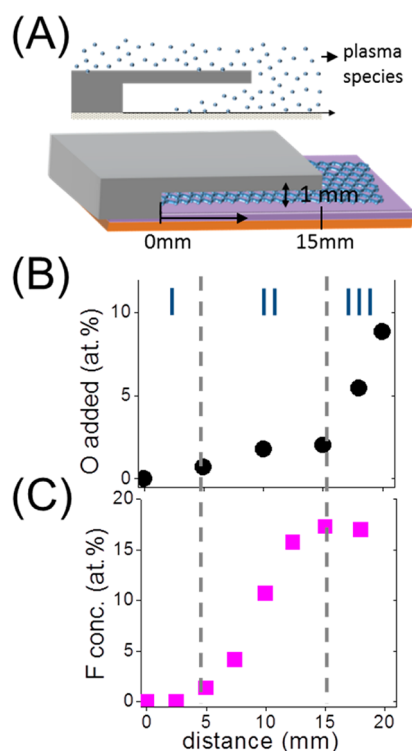 (A)
plasma
species
1 mm
0mm
15mm
(B)
I II III
O added (at.%)
10
5
0
(C)
F conc. (at.%)
20
15
10
5
0
0 5 10 15 20
distance (mm)